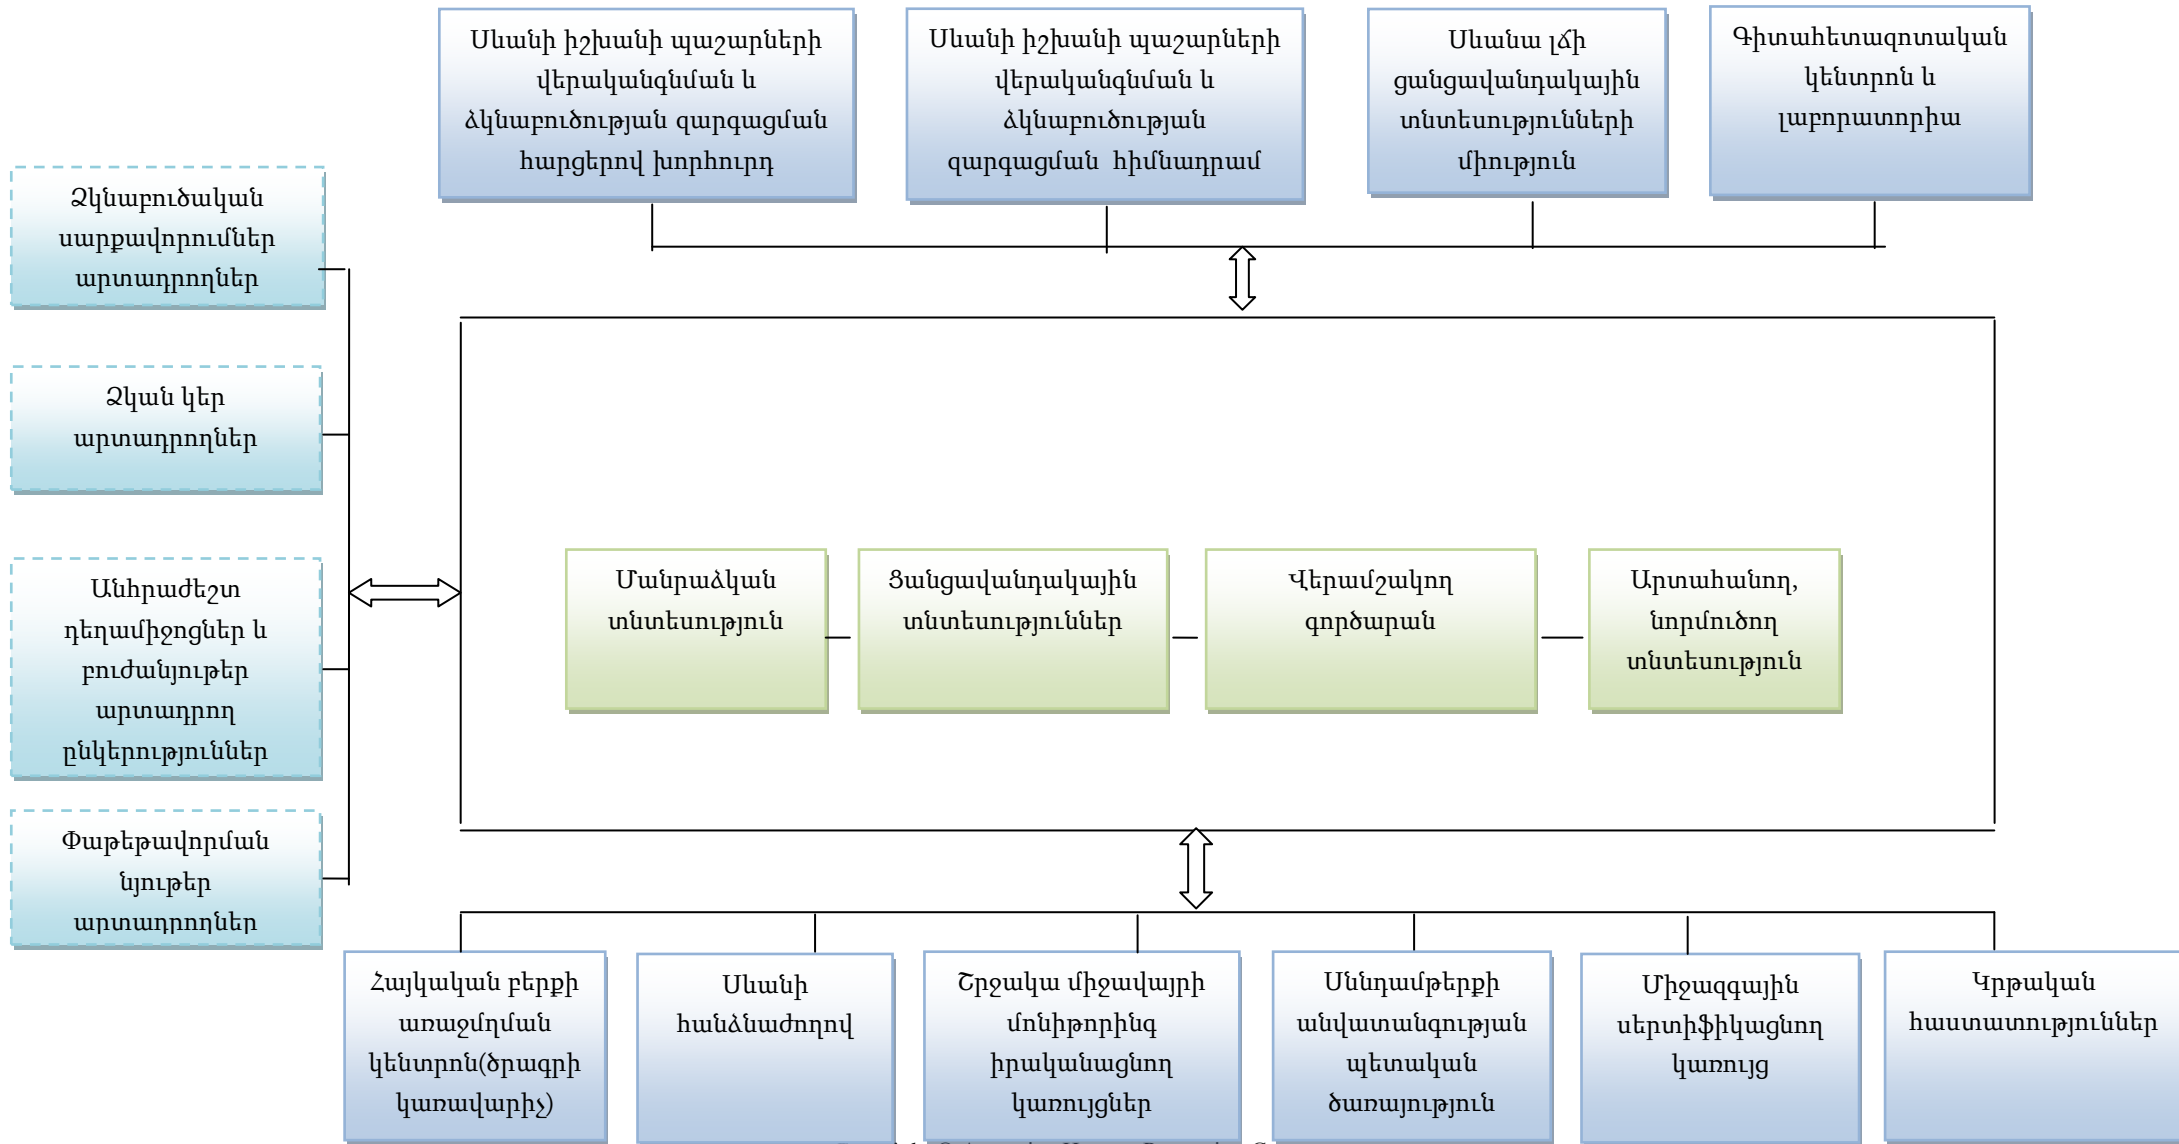 Սևանի իշխանի պաշարների
վերականգնման և
ձկնաբուծության զարգացման
հարցերով խորհուրդ
Սևանի իշխանի պաշարների
վերականգնման և
ձկնաբուծության
զարգացման հիմնադրամ
Սևանա լճի
ցանցավանդակային
տնտեսությունների
միություն
Գիտահետազոտական
կենտրոն և
լաբորատորիա
Ձկնաբուծական
սարքավորումներ
արտադրողներ
Ձկան կեր
արտադրողներ
Անհրաժեշտ
դեղամիջոցներ և
բուժանյութեր
արտադրող
ընկերություններ
Փաթեթավորման
նյութեր
արտադրողներ
Մանրաձկան
տնտեսություն
Ցանցավանդակային
տնտեսություններ
Վերամշակող
գործարան
Արտահանող,
նորմուծող
տնտեսություն
Հայկական բերքի
առաջմղման
կենտրոն(ծրագրի
կառավարիչ)
Սևանի
հանձնաժողով
Շրջակա միջավայրի
մոնիթորինգ
իրականացնող
կառույցներ
Սննդամթերքի
անվտանգության
պետական
ծառայություն
Միջազգային
սերտիֆիկացնող
կառույց
Կրթական
հաստատություններ